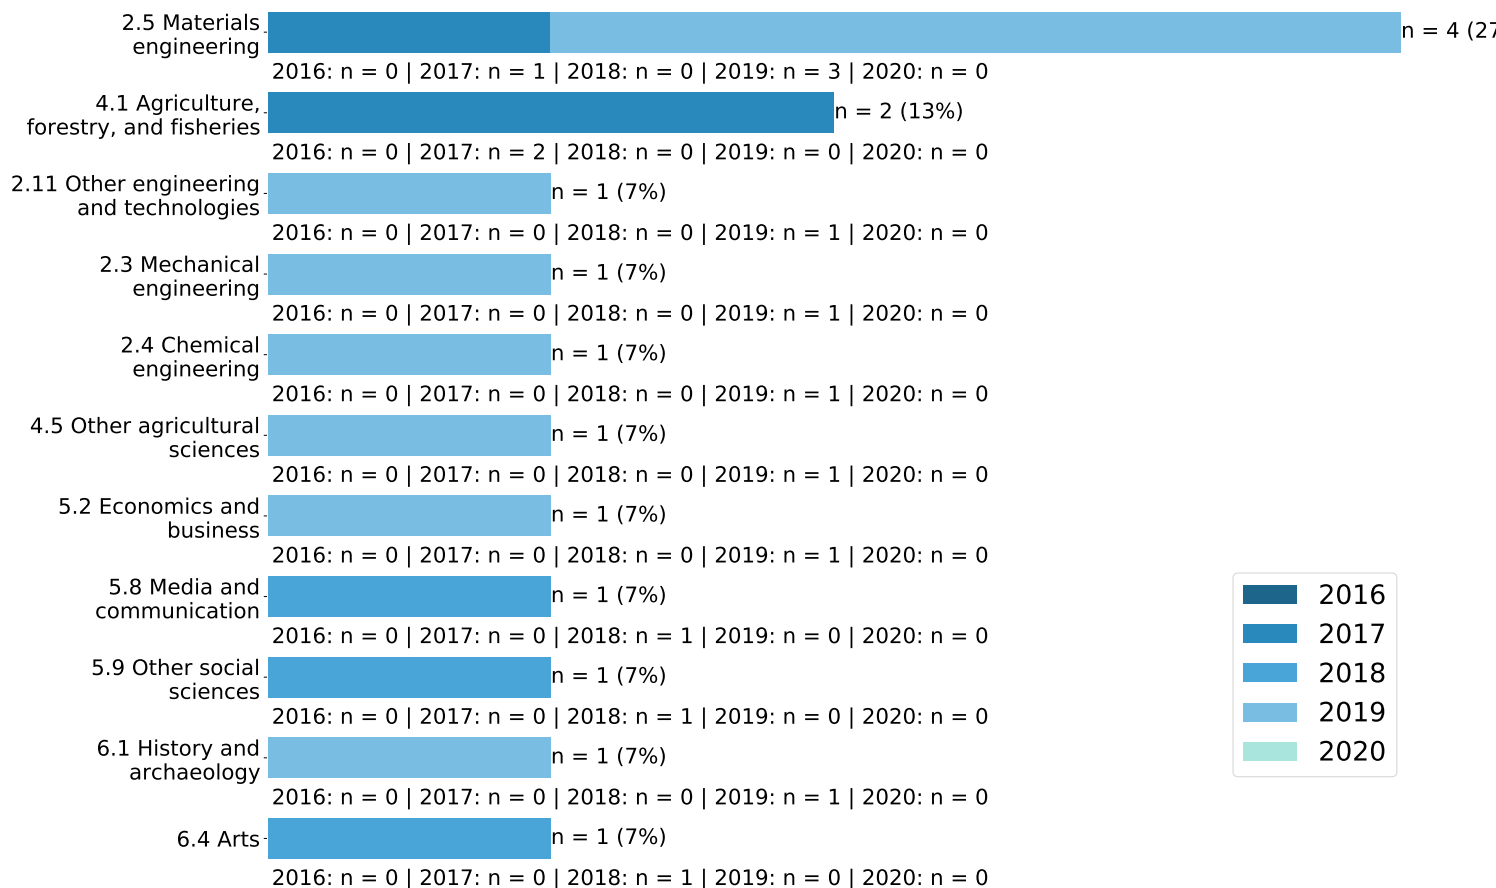 2.5 Materials
engineering
n = 4 (27
2016: n = 0 | 2017: n = 1 | 2018: n = 0 | 2019: n = 3 | 2020: n = 0
4.1 Agriculture,
forestry, and fisheries
n = 2 (13%)
2016: n = 0 | 2017: n = 2 | 2018: n = 0 | 2019: n = 0 | 2020: n = 0
2.11 Other engineering
and technologies
n = 1 (7%)
2016: n = 0 | 2017: n = 0 | 2018: n = 0 | 2019: n = 1 | 2020: n = 0
2.3 Mechanical
engineering
n = 1 (7%)
2016: n = 0 | 2017: n = 0 | 2018: n = 0 | 2019: n = 1 | 2020: n = 0
2.4 Chemical
engineering
n = 1 (7%)
2016: n = 0 | 2017: n = 0 | 2018: n = 0 | 2019: n = 1 | 2020: n = 0
4.5 Other agricultural
sciences
n = 1 (7%)
2016: n = 0 | 2017: n = 0 | 2018: n = 0 | 2019: n = 1 | 2020: n = 0
5.2 Economics and
business
n = 1 (7%)
2016: n = 0 | 2017: n = 0 | 2018: n = 0 | 2019: n = 1 | 2020: n = 0
5.8 Media and
communication
n = 1 (7%)
2016: n = 0 | 2017: n = 0 | 2018: n = 1 | 2019: n = 0 | 2020: n = 0
5.9 Other social
sciences
n = 1 (7%)
2016: n = 0 | 2017: n = 0 | 2018: n = 1 | 2019: n = 0 | 2020: n = 0
6.1 History and
archaeology
n = 1 (7%)
2016: n = 0 | 2017: n = 0 | 2018: n = 0 | 2019: n = 1 | 2020: n = 0
6.4 Arts
n = 1 (7%)
2016: n = 0 | 2017: n = 0 | 2018: n = 1 | 2019: n = 0 | 2020: n = 0
2016
2017
2018
2019
2020